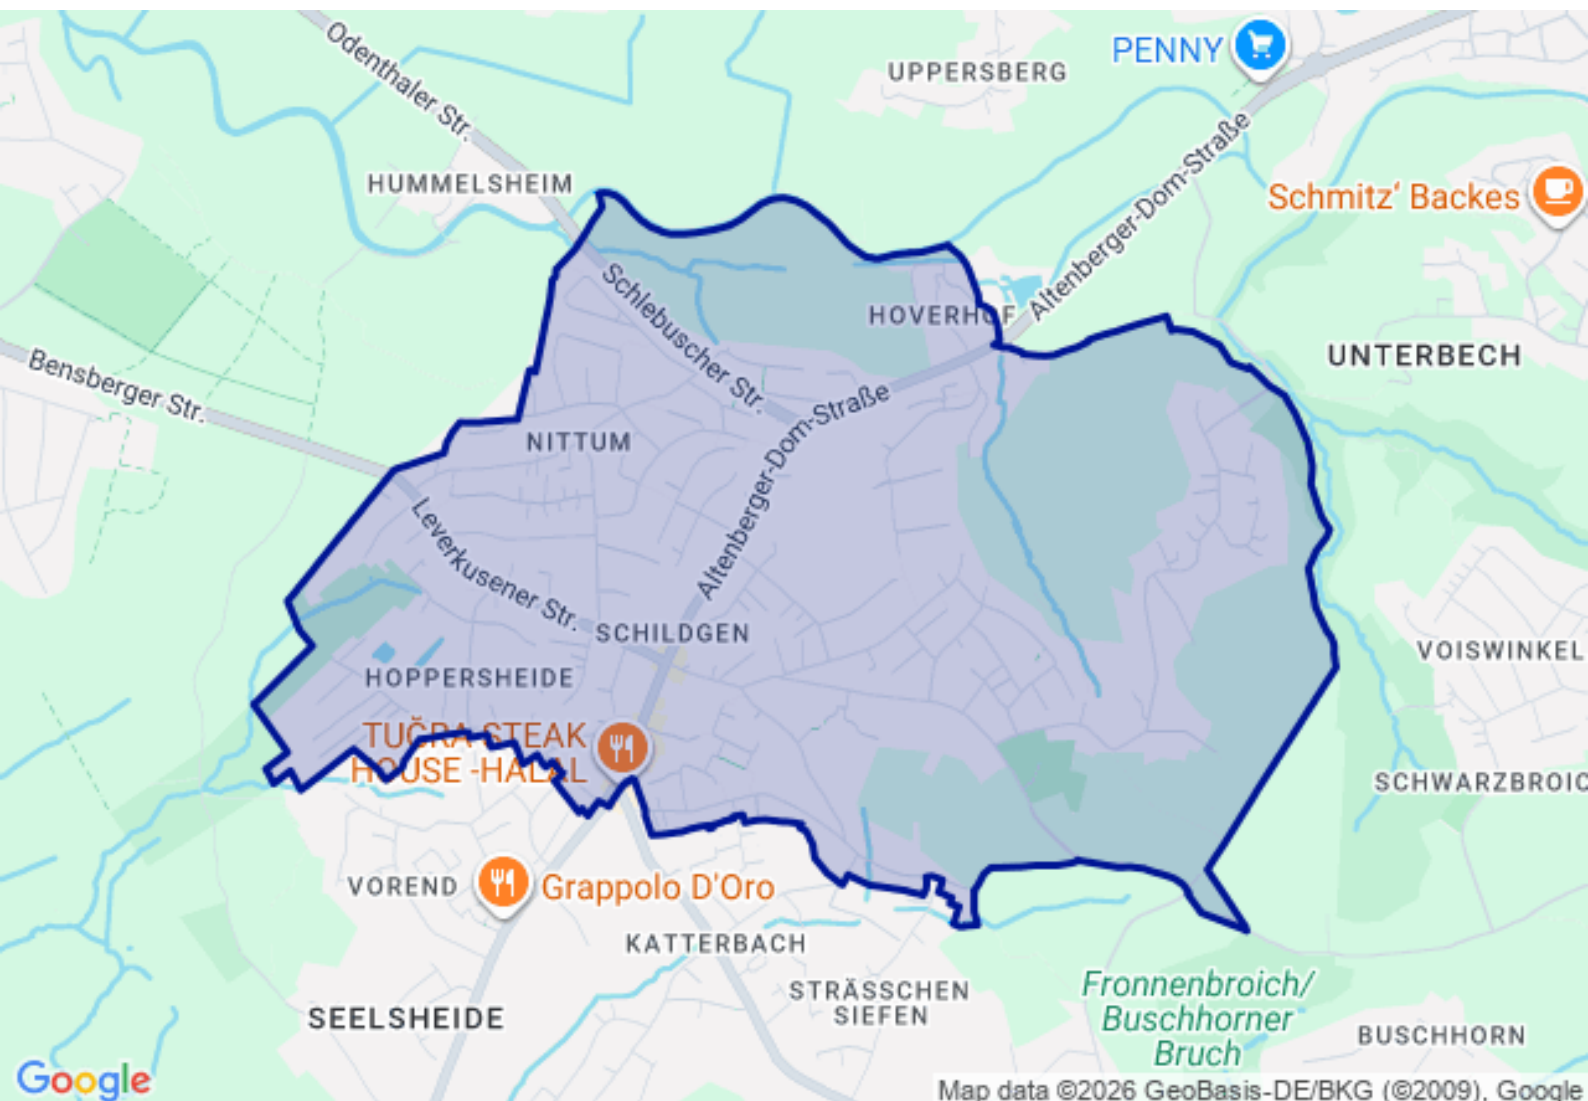 Odenthaler Str.
UPPERSBERG
PENNY
HUMMELSHEIM
Altenberger-Dom-Straße
Schmitz' Backes
Schlebuscher Str.
HOVERHOF
UNTERBECH
Bensberger Str.
NITTUM
Altenberger-Dom-Straße
Leverkusener Str.
SCHILDGEN
VOISWINKEL
HOPPERSHEIDE
TUĞRA STEAK
HOUSE -HALAL
SCHWARZBROIC
VOREND
Grappolo D'Oro
KATTERBACH
STRÄSSCHEN
SIEFEN
Fronnenbroich/
Buschhorner
Bruch
SEELSHEIDE
BUSCHHORN
Google
Map data ©2026 GeoBasis-DE/BKG (©2009), Google